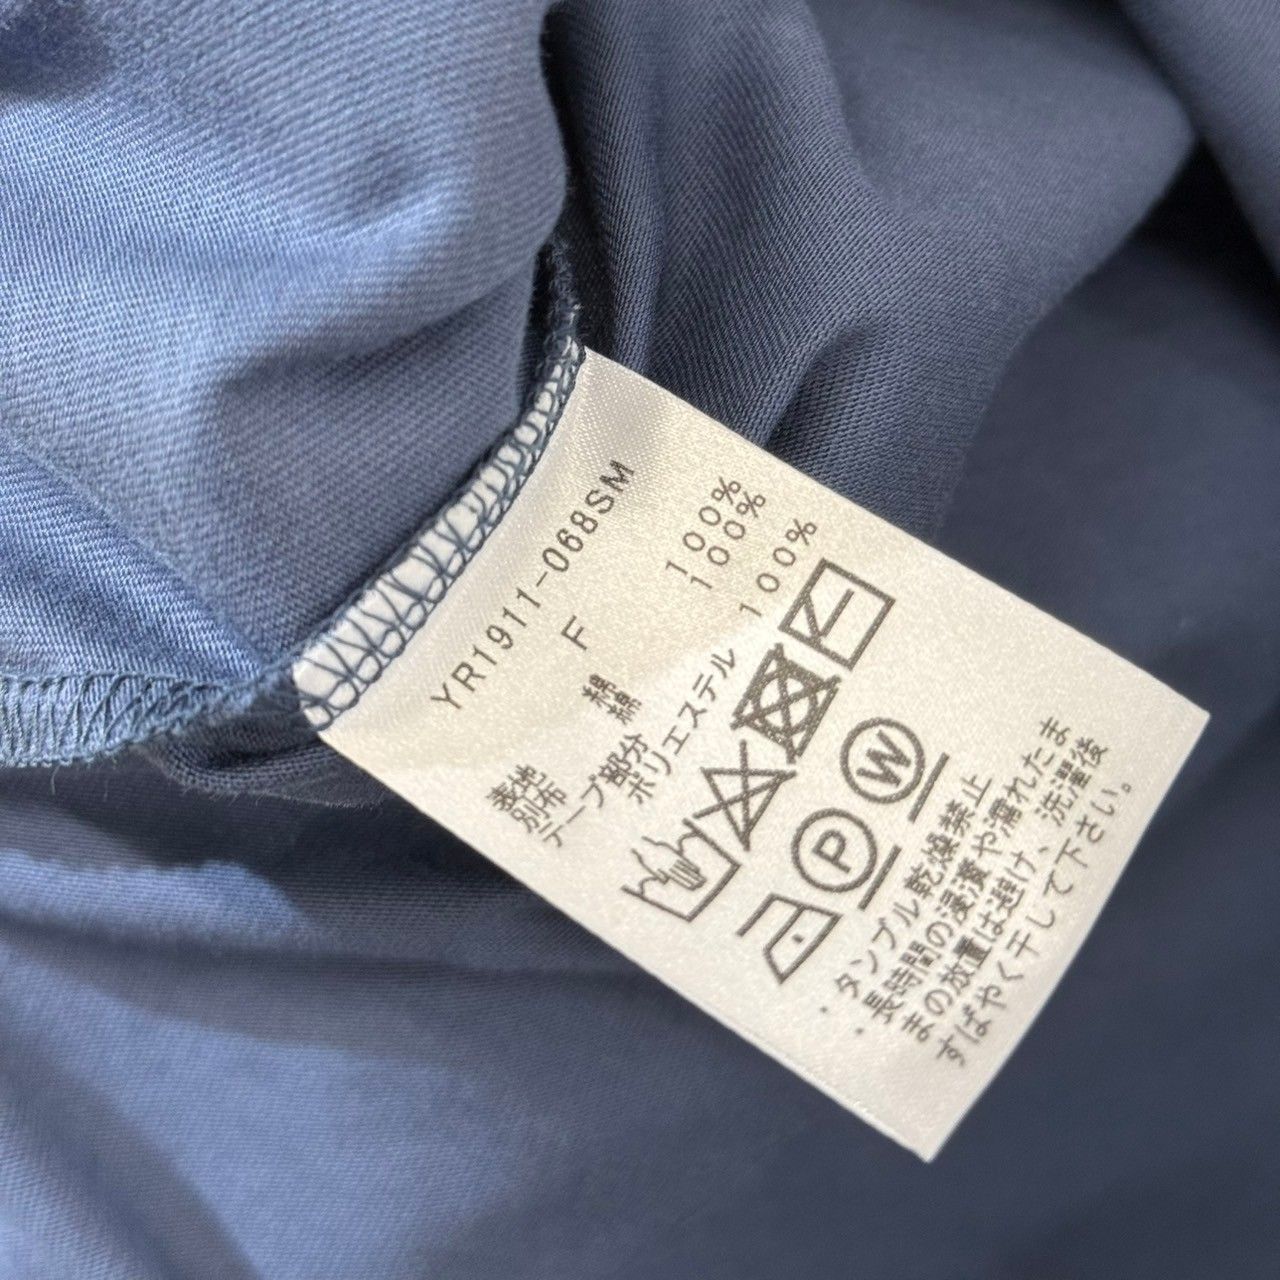 YR1911-068SM
F
表地 綿 100%
別布 綿 100%
テープ部分
ポリエステル 100%
P
W
・タンブル乾燥禁止
・長時間の浸漬や濡れたた
まの放置は避け、洗濯後
すばやく干して下さい。